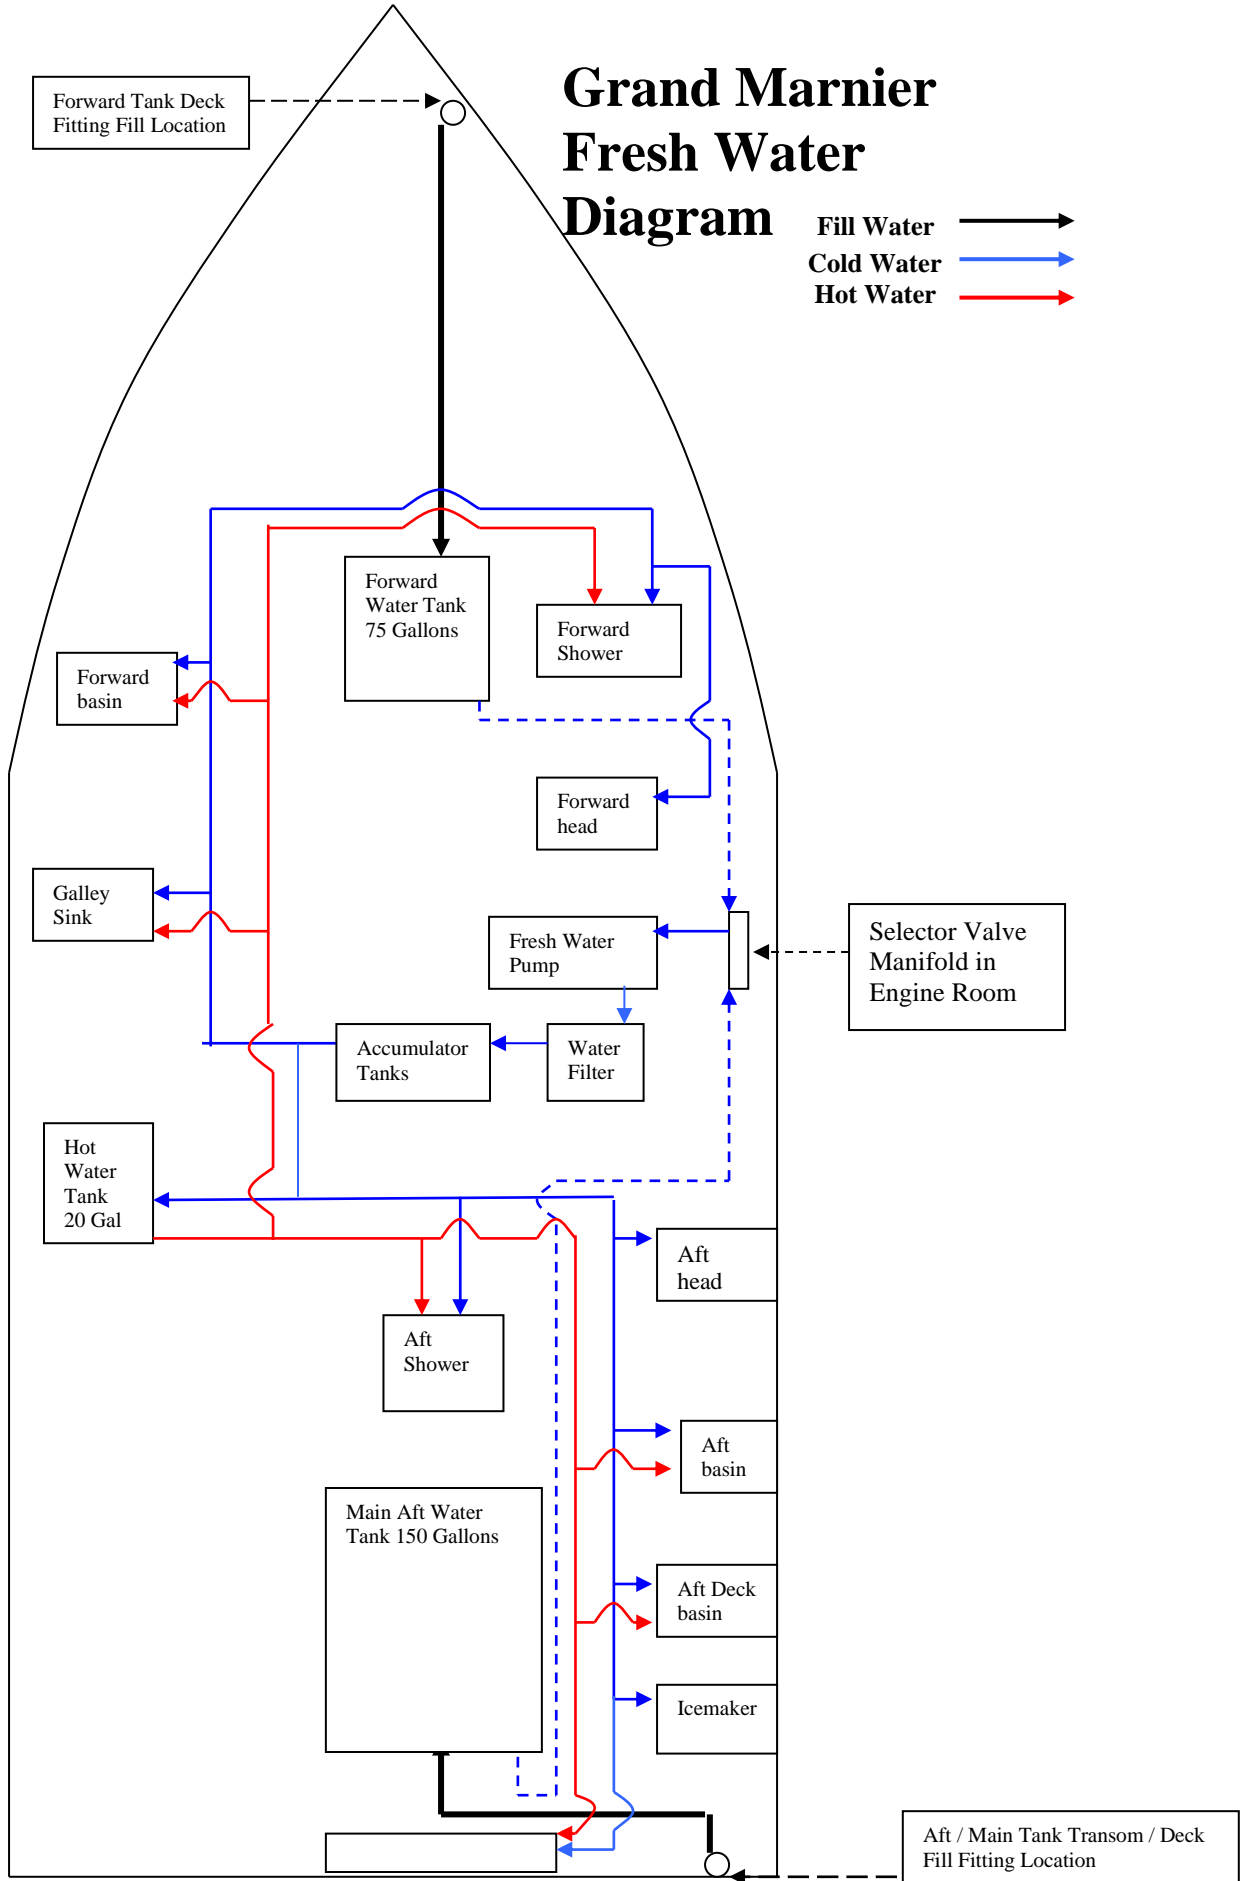 Grand Marnier
Fresh Water
Diagram
Forward Tank Deck
Fitting Fill Location
Fill Water
Cold Water
Hot Water
Forward
Water Tank
75 Gallons
Forward
Shower
Forward
basin
Forward
head
Galley
Sink
Fresh Water
Pump
Selector Valve
Manifold in
Engine Room
Accumulator
Tanks
Water
Filter
Hot
Water
Tank
20 Gal
Aft
head
Aft
Shower
Aft
basin
Main Aft Water
Tank 150 Gallons
Aft Deck
basin
Icemaker
Aft / Main Tank Transom / Deck
Fill Fitting Location